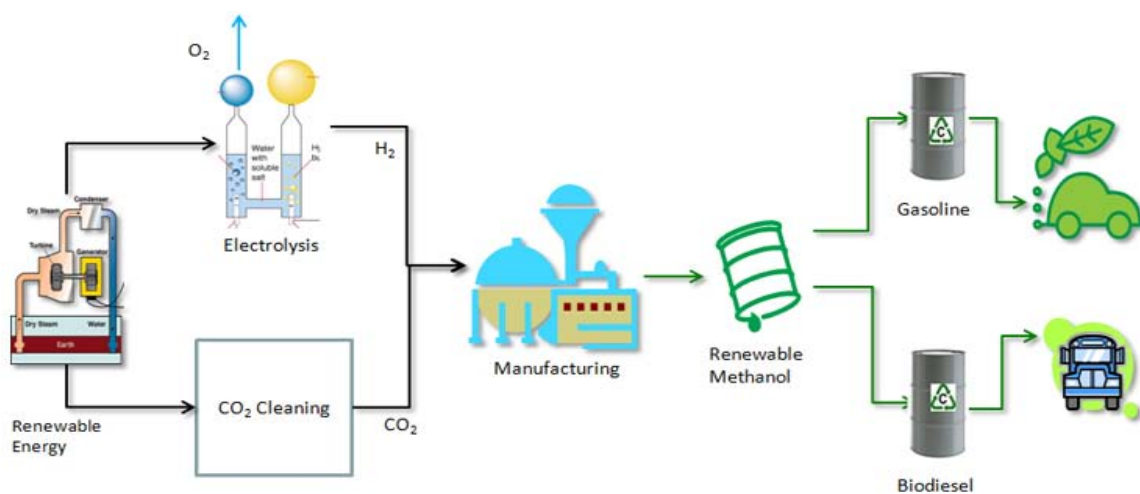 O₂
Water
with
soluble
salt
H₂
Electrolysis
Condenser
Dry Steam
Turbine
Generator
Dry Steam
Water
Earth
Renewable
Energy
CO₂ Cleaning
CO₂
Manufacturing
Renewable
Methanol
C
Gasoline
C
Biodiesel